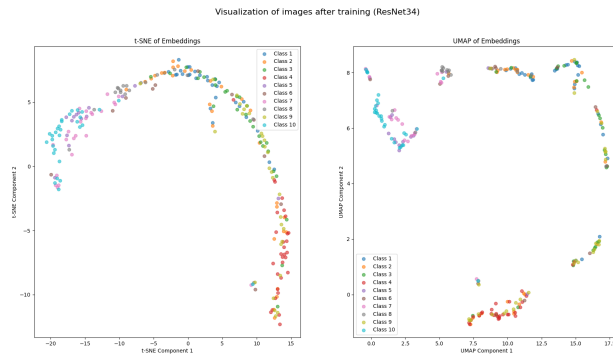 Visualization of images after training (ResNet34)
t-SNE of Embeddings
t-SNE Component 2
5
0
−5
−10
−20
−15
−10
−5
0
5
10
15
t-SNE Component 1
Class 1
Class 2
Class 3
Class 4
Class 5
Class 6
Class 7
Class 8
Class 9
Class 10
UMAP of Embeddings
UMAP Component 2
8
6
4
2
0
0.0
2.5
5.0
7.5
10.0
12.5
15.0
17.5
UMAP Component 1
Class 1
Class 2
Class 3
Class 4
Class 5
Class 6
Class 7
Class 8
Class 9
Class 10